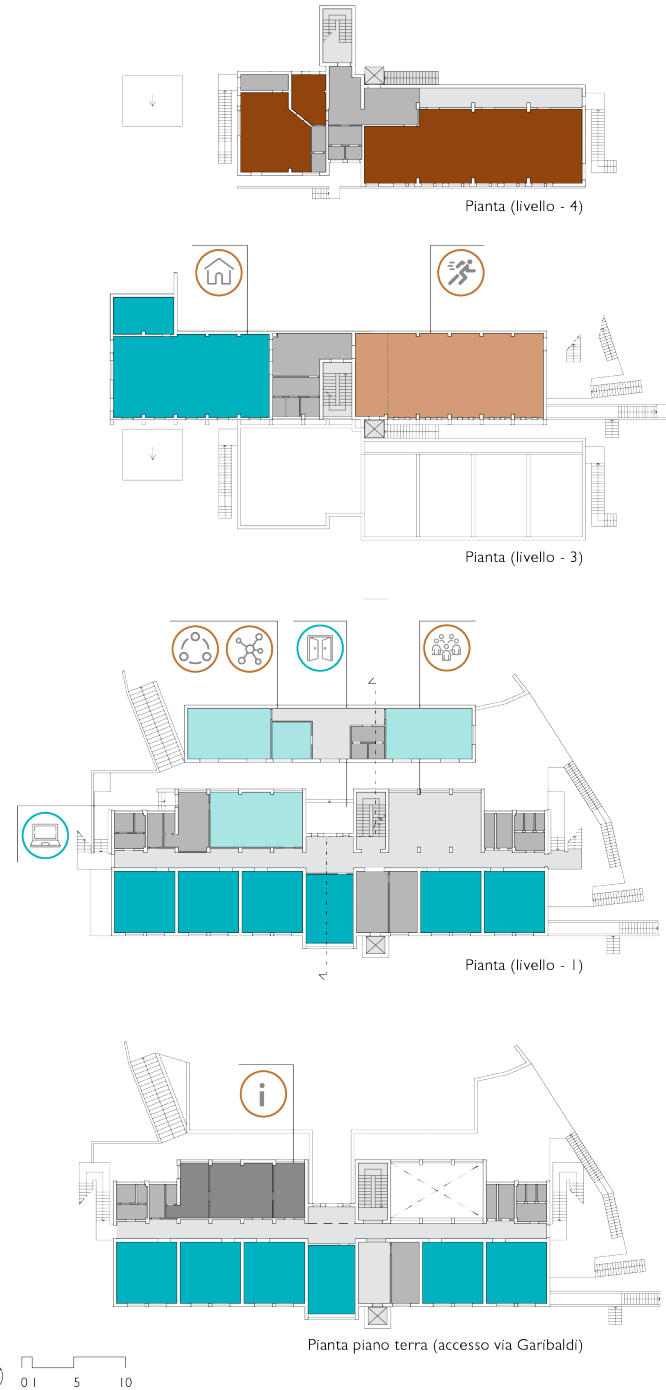 Pianta (livello - 4)
Pianta (livello - 3)
Pianta (livello - 1)
i
Pianta piano terra (accesso via Garibaldi)
0 1 5 10